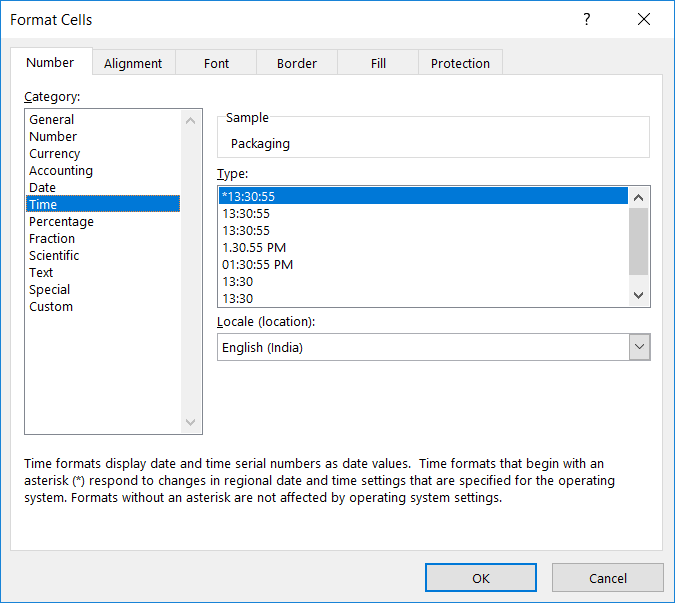 Format Cells
?
Number Alignment Font Border Fill Protection
Category:
General
Number
Currency
Accounting
Date
Time
Percentage
Fraction
Scientific
Text
Special
Custom
Sample
Packaging
Type:
*13:30:55
13:30:55
13:30:55
1.30.55 PM
01:30:55 PM
13:30
13:30
Locale (location):
English (India)
Time formats display date and time serial numbers as date values.  Time formats that begin with an
asterisk (*) respond to changes in regional date and time settings that are specified for the operating
system. Formats without an asterisk are not affected by operating system settings.
OK Cancel